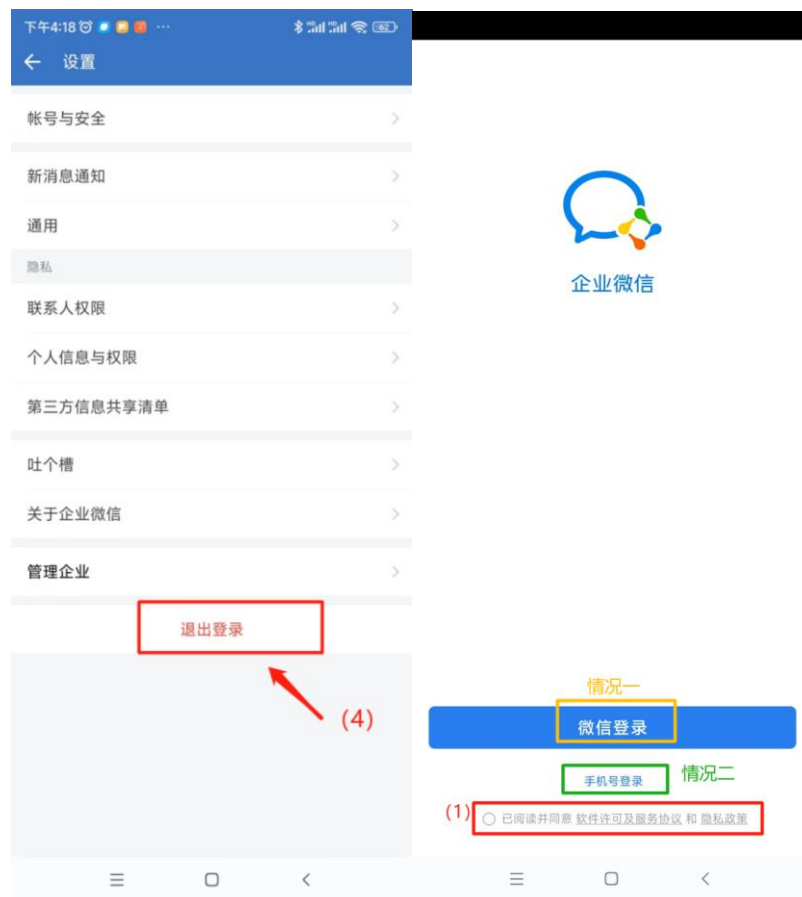 下午4:18
62
设置
帐号与安全
新消息通知
通用
隐私
联系人权限
个人信息与权限
第三方信息共享清单
吐个槽
关于企业微信
管理企业
退出登录
(4)
企业微信
情况一
微信登录
手机号登录
情况二
(1)
已阅读并同意 软件许可及服务协议 和 隐私政策